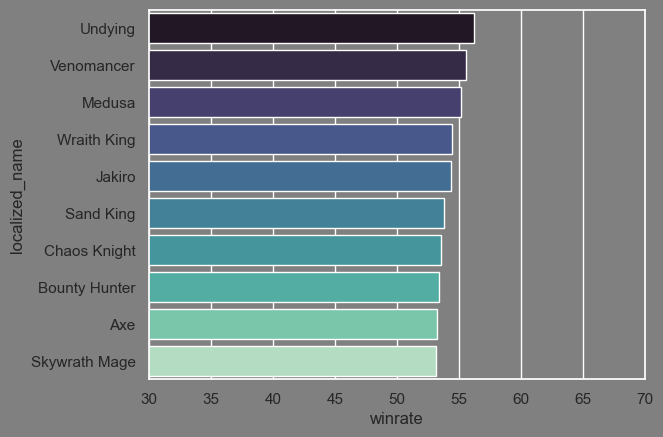 Undying
Venomancer
Medusa
Wraith King
Jakiro
Sand King
Chaos Knight
Bounty Hunter
Axe
Skywrath Mage
localized_name
30 35 40 45 50 55 60 65 70
winrate